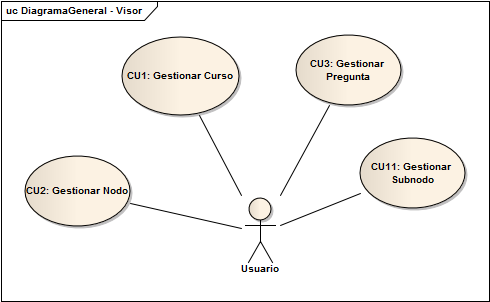 uc DiagramaGeneral - Visor
CU1: Gestionar Curso
CU3: Gestionar
Pregunta
CU11: Gestionar
Subnodo
CU2: Gestionar Nodo
Usuario